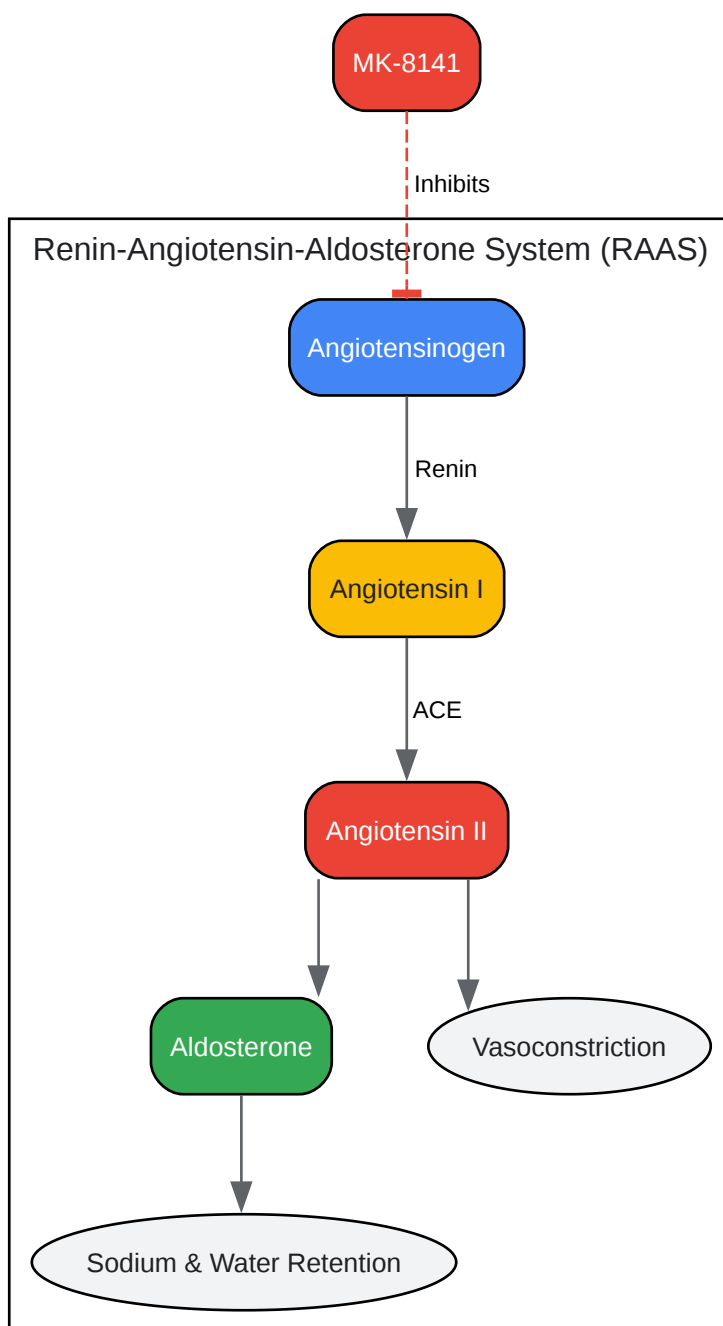 MK-8141
Inhibits
Renin-Angiotensin-Aldosterone System (RAAS)
Angiotensinogen
Renin
Angiotensin I
ACE
Angiotensin II
Aldosterone
Vasoconstriction
Sodium & Water Retention